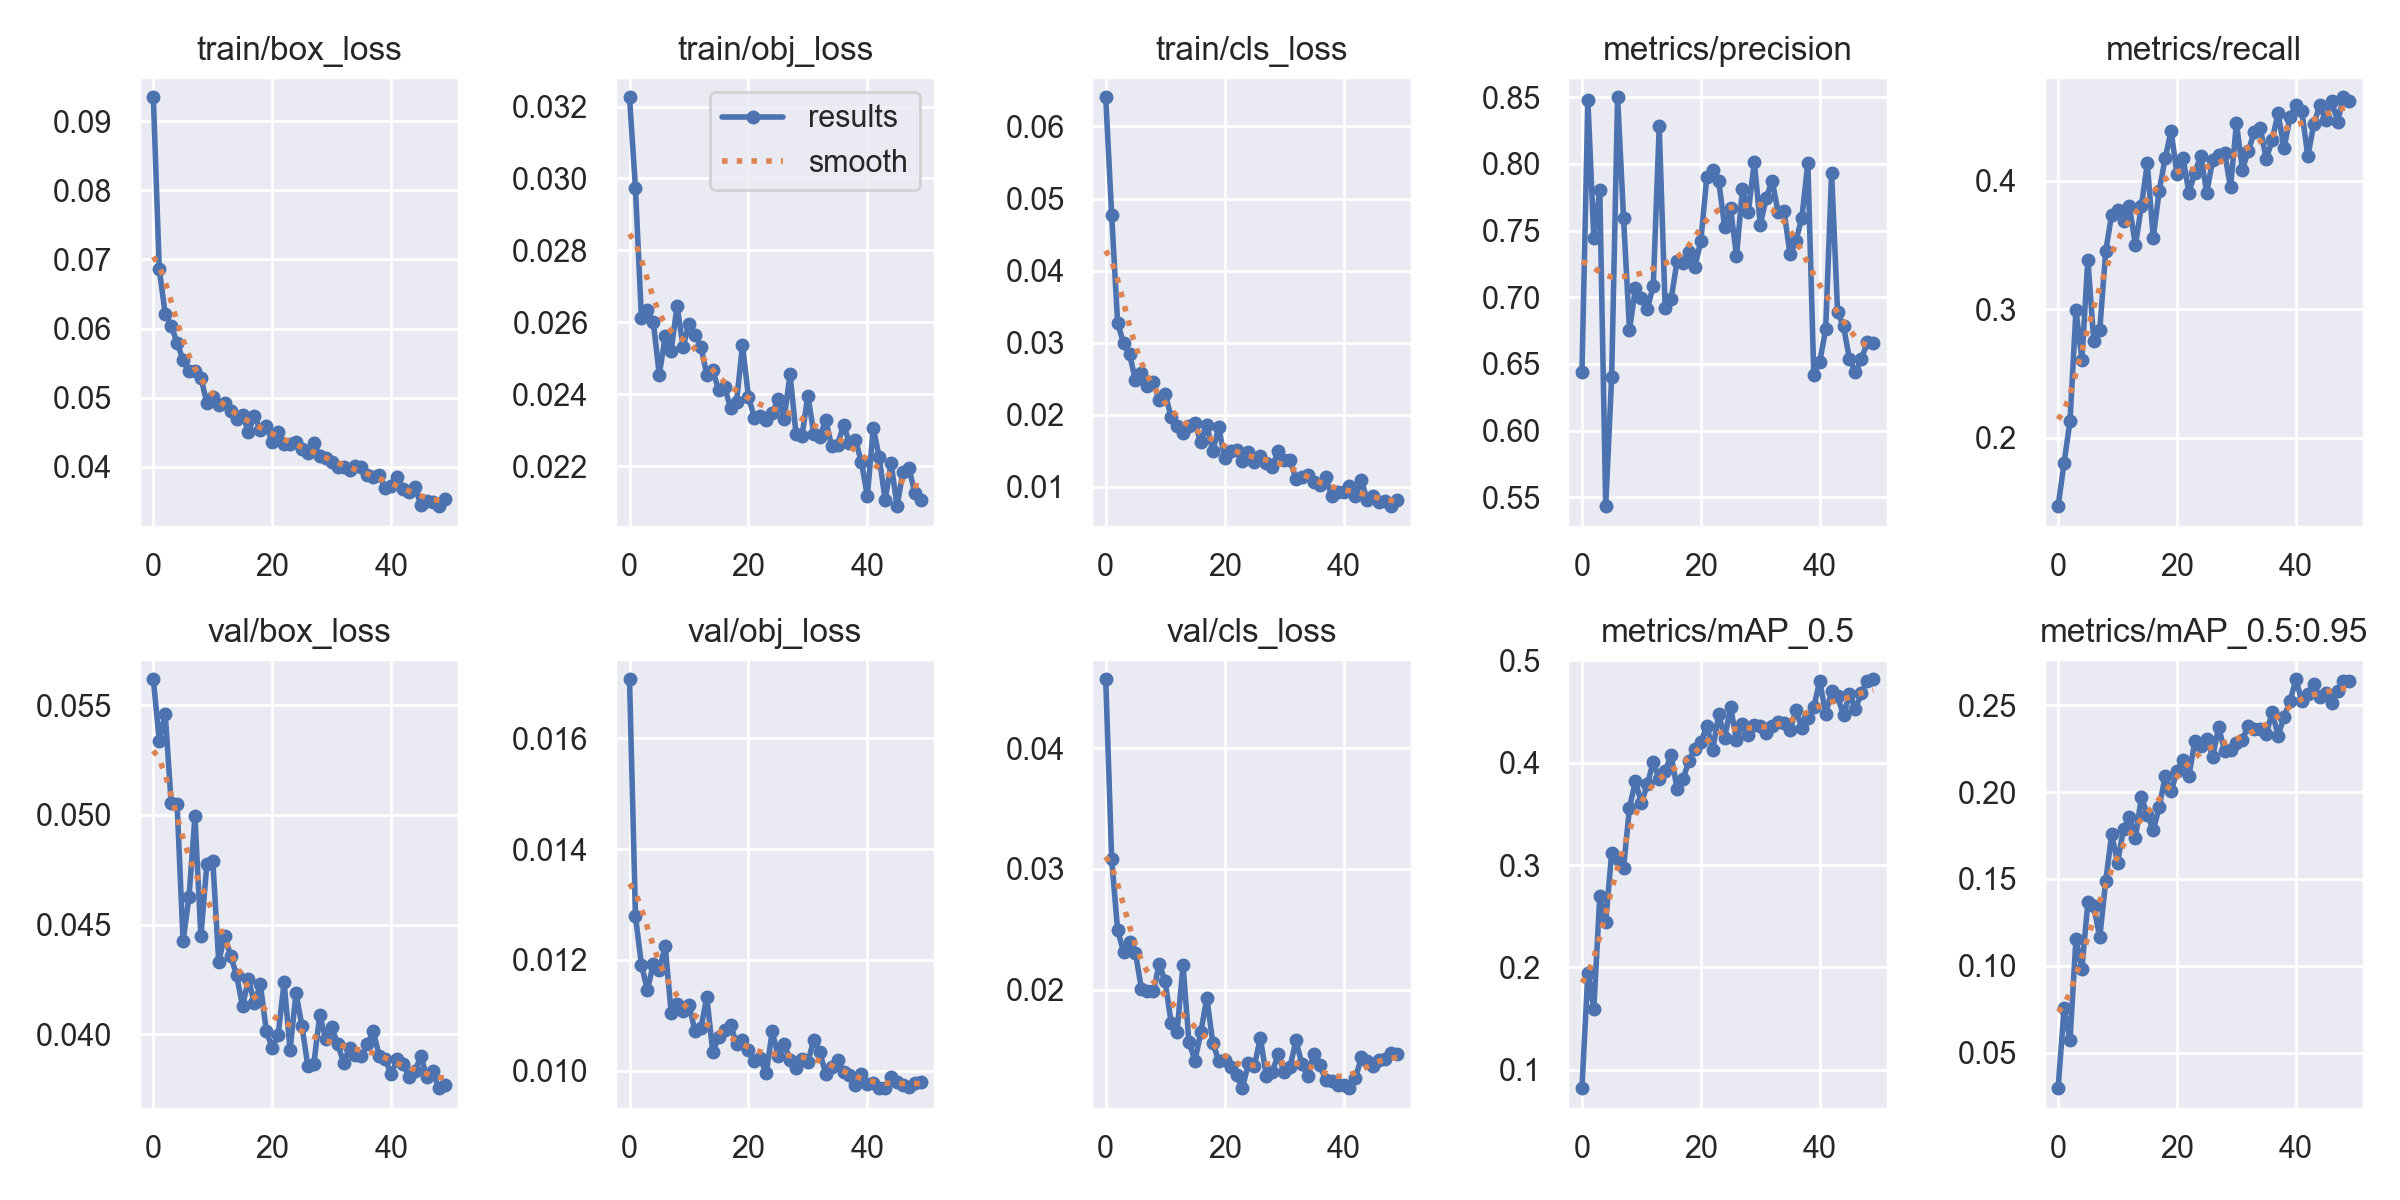 train/box_loss
0.09
0.08
0.07
0.06
0.05
0.04
0 20 40
train/obj_loss
results
smooth
0.032
0.030
0.028
0.026
0.024
0.022
0 20 40
train/cls_loss
0.06
0.05
0.04
0.03
0.02
0.01
0 20 40
metrics/precision
0.85
0.80
0.75
0.70
0.65
0.60
0.55
0 20 40
metrics/recall
0.4
0.3
0.2
0 20 40
val/box_loss
0.055
0.050
0.045
0.040
0 20 40
val/obj_loss
0.016
0.014
0.012
0.010
0 20 40
val/cls_loss
0.04
0.03
0.02
0 20 40
metrics/mAP_0.5
0.5
0.4
0.3
0.2
0.1
0 20 40
metrics/mAP_0.5:0.95
0.25
0.20
0.15
0.10
0.05
0 20 40